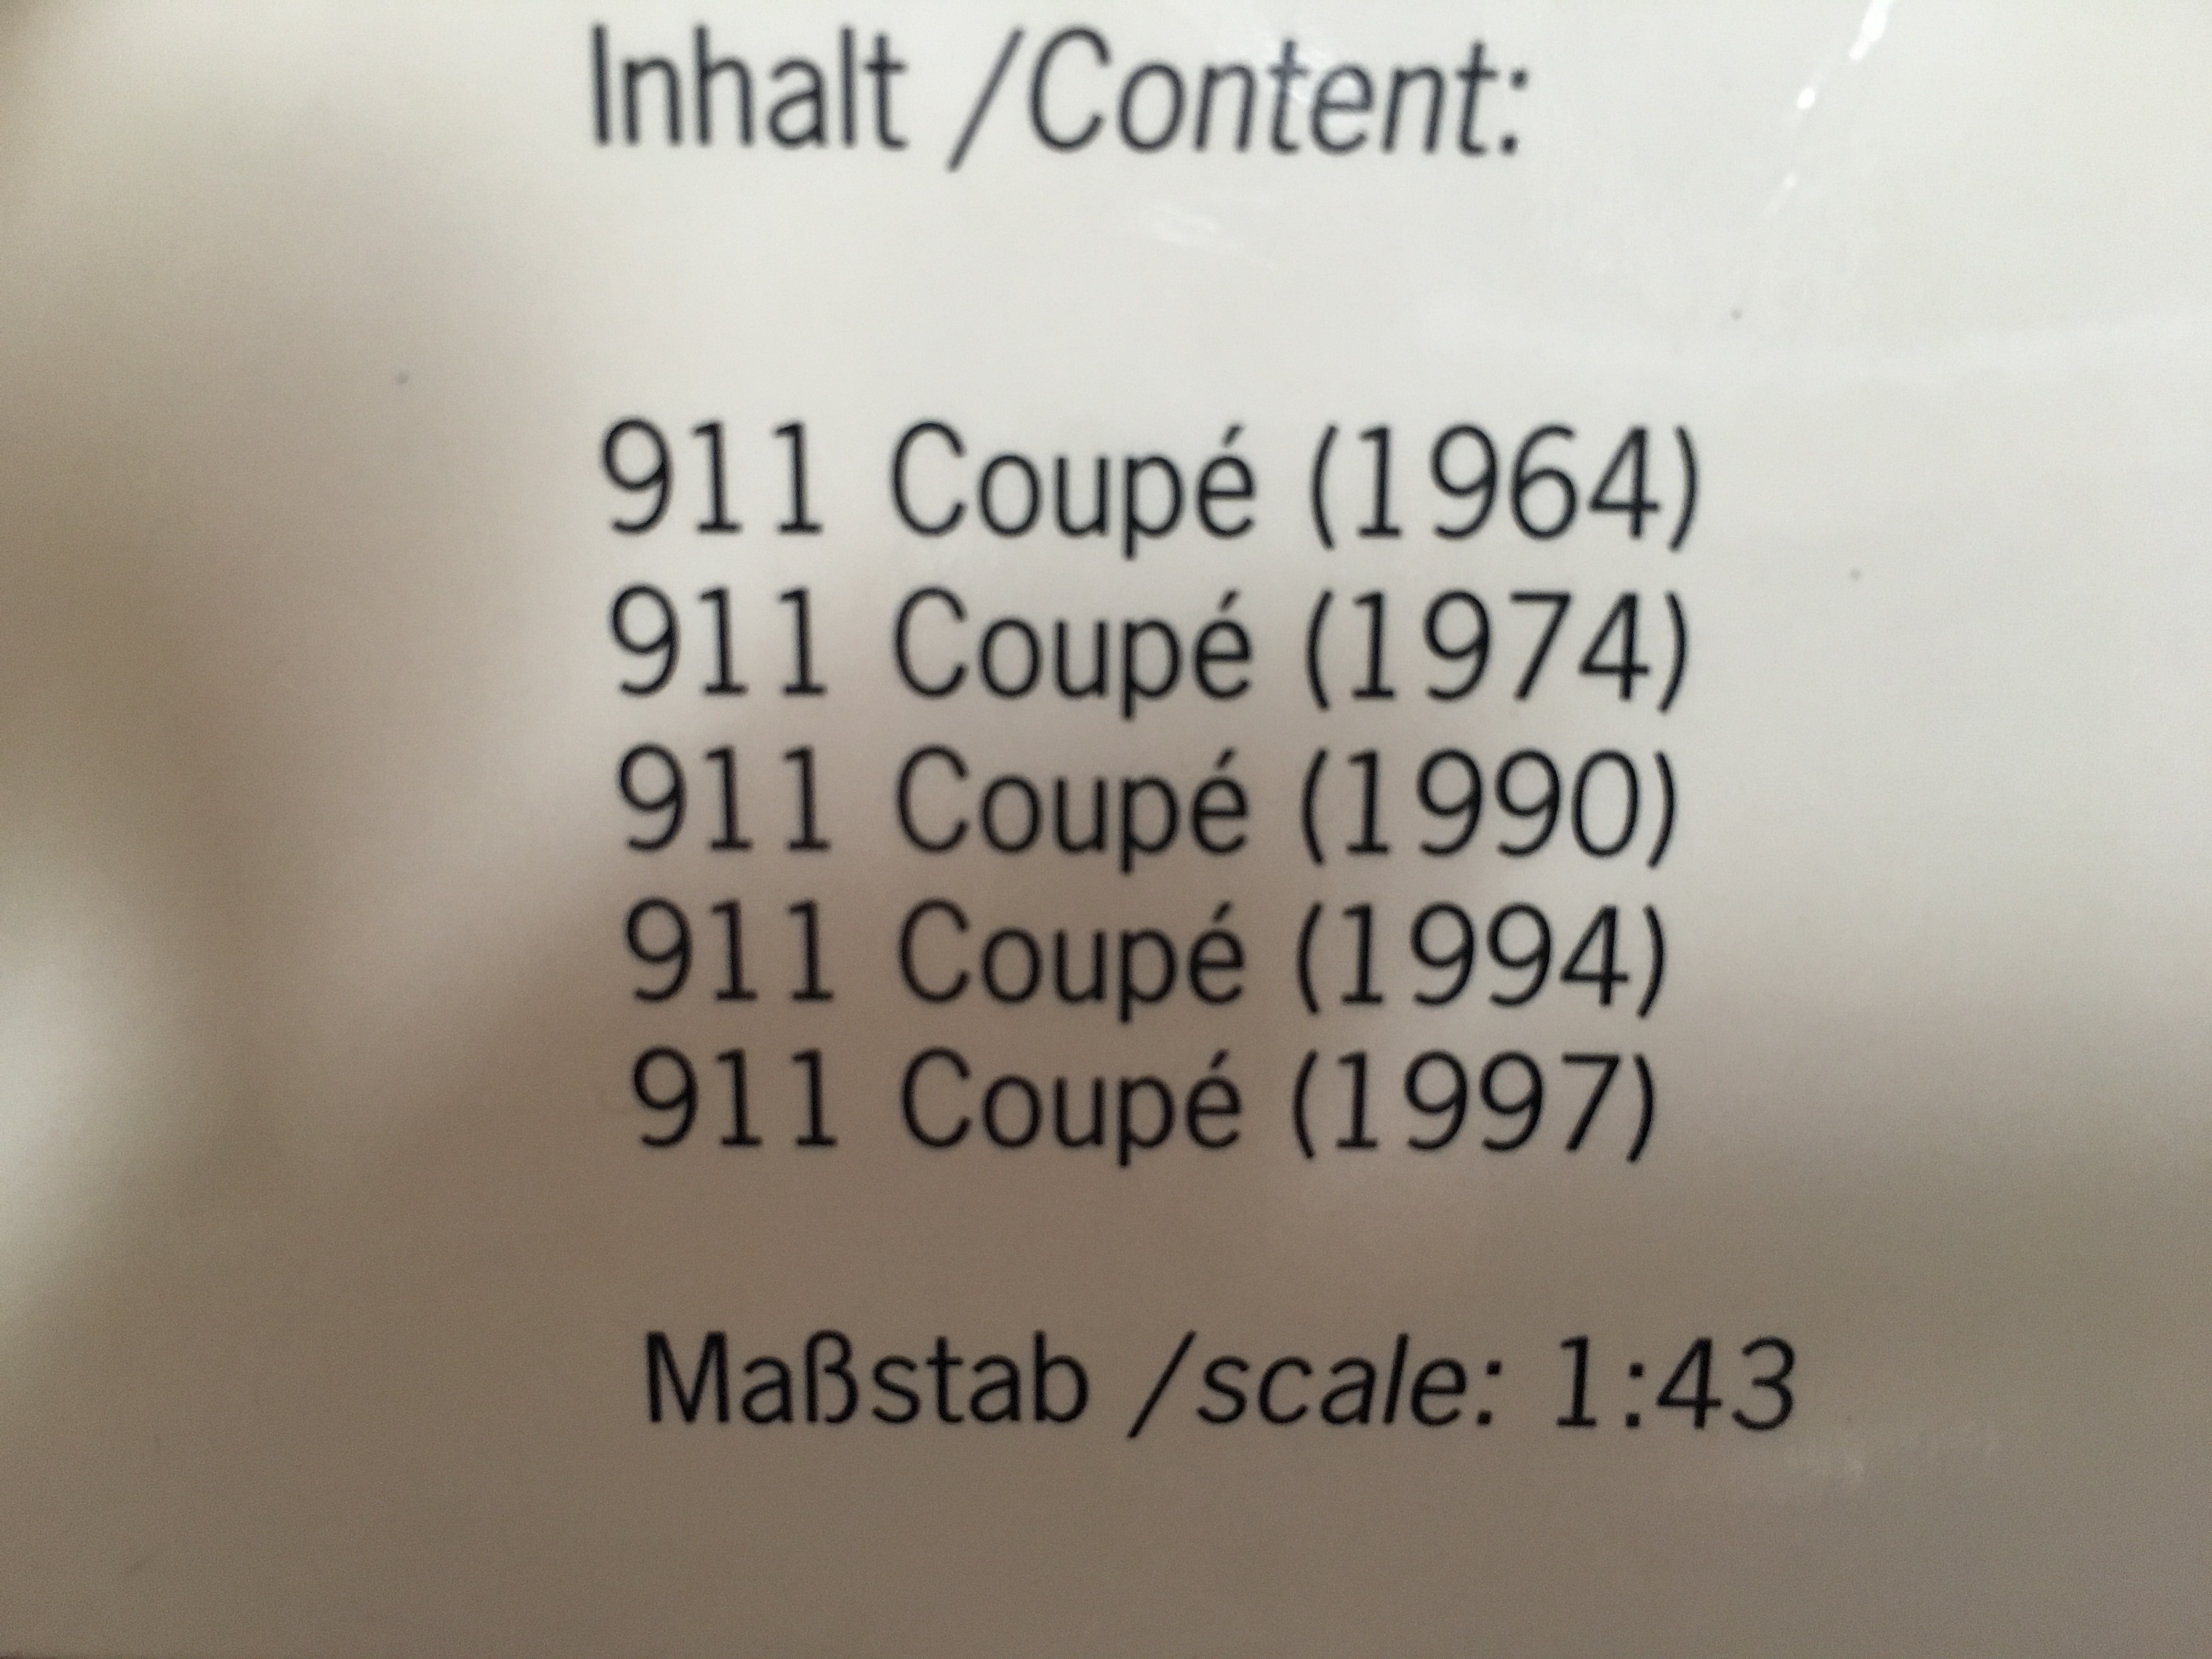 Inhalt /Content:
911 Coupé (1964)
911 Coupé (1974)
911 Coupé (1990)
911 Coupé (1994)
911 Coupé (1997)
Maßstab /scale: 1:43